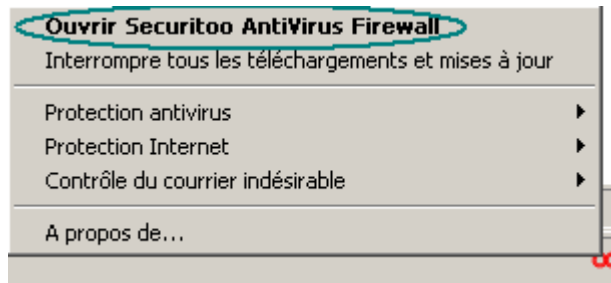 Ouvrir Securitoo AntiVirus Firewall
Interrompre tous les téléchargements et mises à jour
Protection antivirus
Protection Internet
Contrôle du courrier indésirable
A propos de...